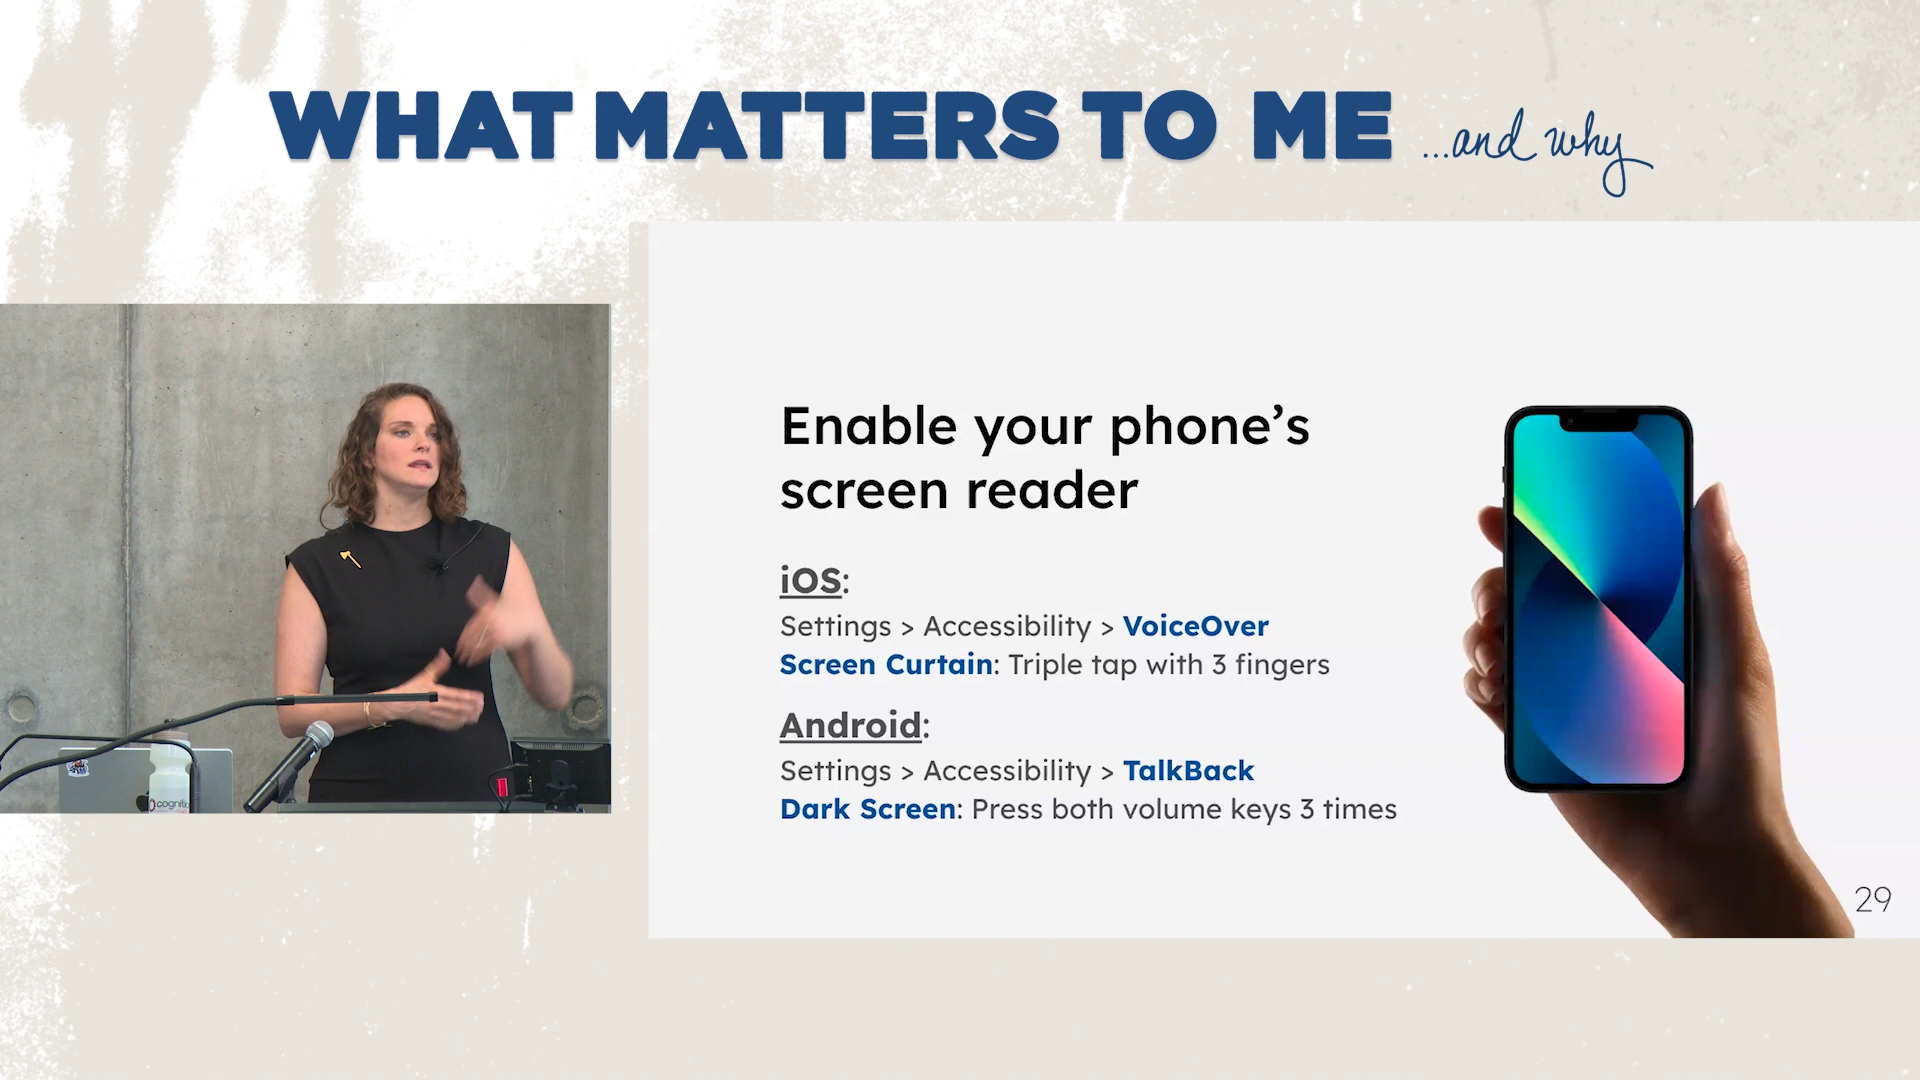 WHAT MATTERS TO ME ...and why
Enable your phone’s
screen reader
iOS:
Settings > Accessibility > VoiceOver
Screen Curtain: Triple tap with 3 fingers
Android:
Settings > Accessibility > TalkBack
Dark Screen: Press both volume keys 3 times
29